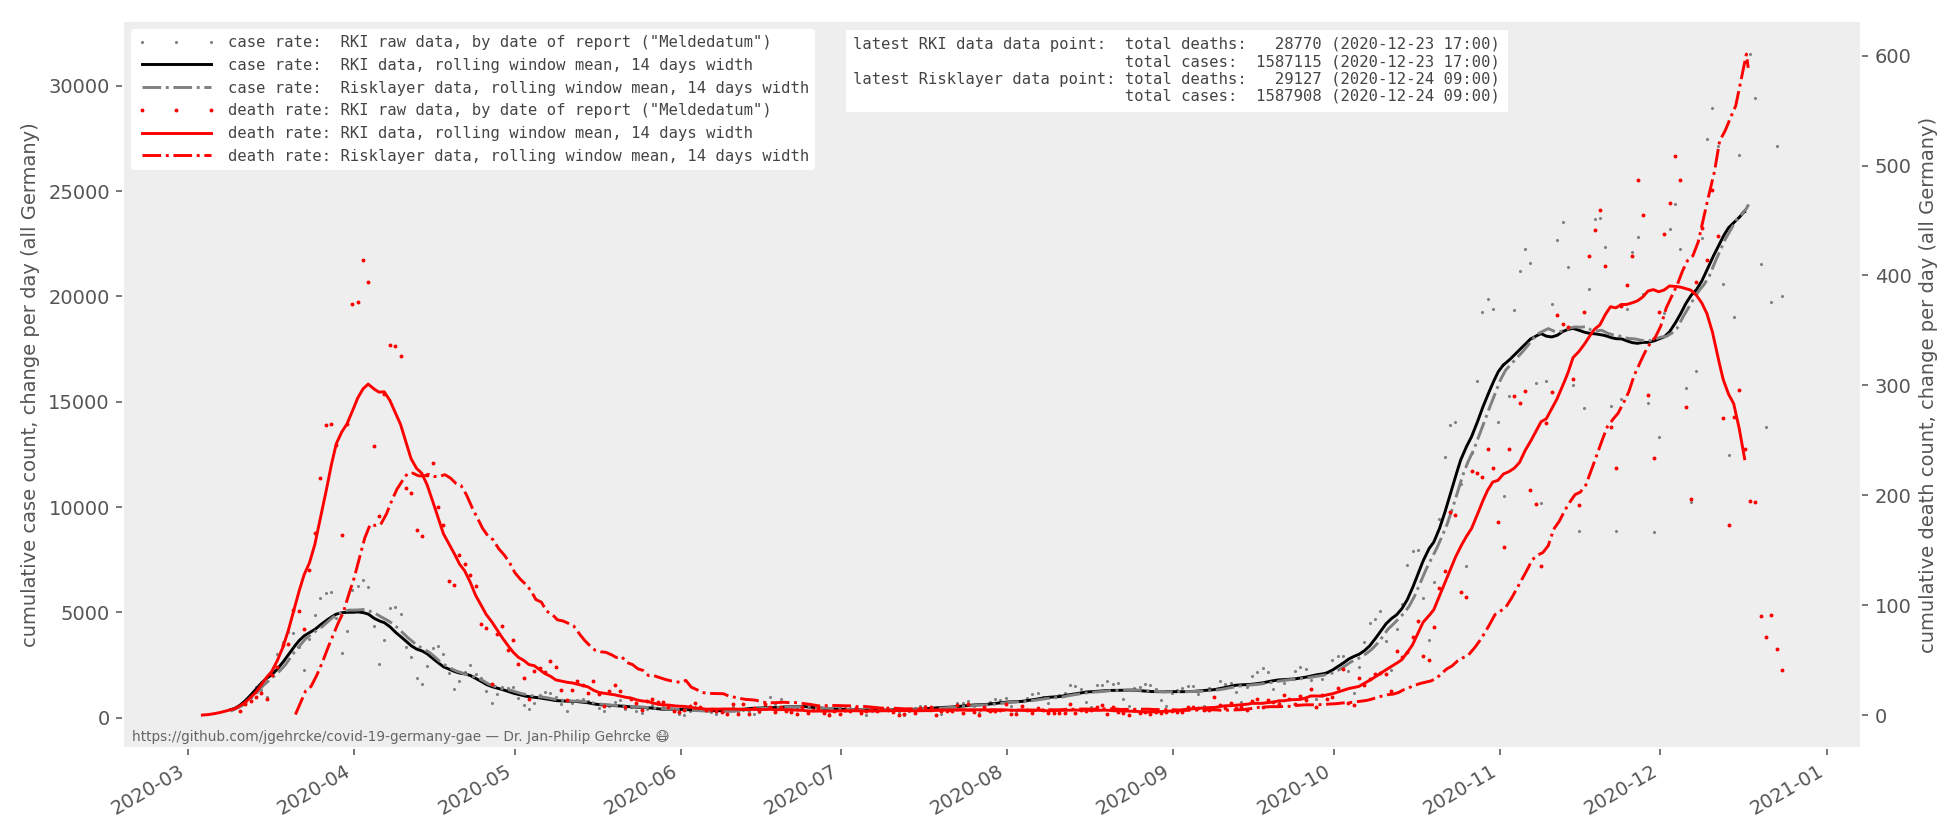 case rate:  RKI raw data, by date of report ("Meldedatum")
case rate:  RKI data, rolling window mean, 14 days width
case rate:  Risklayer data, rolling window mean, 14 days width
death rate: RKI raw data, by date of report ("Meldedatum")
death rate: RKI data, rolling window mean, 14 days width
death rate: Risklayer data, rolling window mean, 14 days width
latest RKI data data point:  total deaths:   28770 (2020-12-23 17:00)
total cases:  1587115 (2020-12-23 17:00)
latest Risklayer data point: total deaths:   29127 (2020-12-24 09:00)
total cases:  1587908 (2020-12-24 09:00)
cumulative case count, change per day (all Germany)
30000
25000
20000
15000
10000
5000
0
600
500
400
300
200
100
0
cumulative death count, change per day (all Germany)
https://github.com/jgehrcke/covid-19-germany-gae — Dr. Jan-Philip Gehrcke 😷
2020-03
2020-04
2020-05
2020-06
2020-07
2020-08
2020-09
2020-10
2020-11
2020-12
2021-01